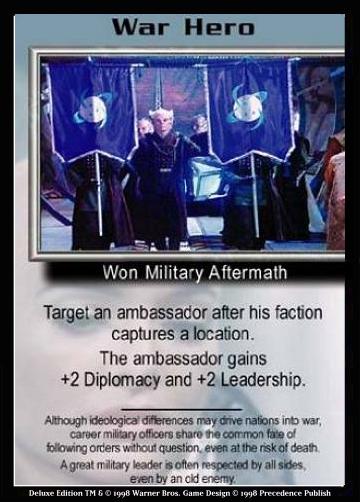 War Hero
Won Military Aftermath
Target an ambassador after his faction
captures a location.
The ambassador gains
+2 Diplomacy and +2 Leadership.
Although ideological differences may drive nations into war,
career military officers share the common fate of
following orders without question, even at the risk of death.
A great military leader is often respected by all sides,
even by an old enemy.
Deluxe Edition TM & © 1998 Warner Bros. Game Design © 1998 Precedence Publish